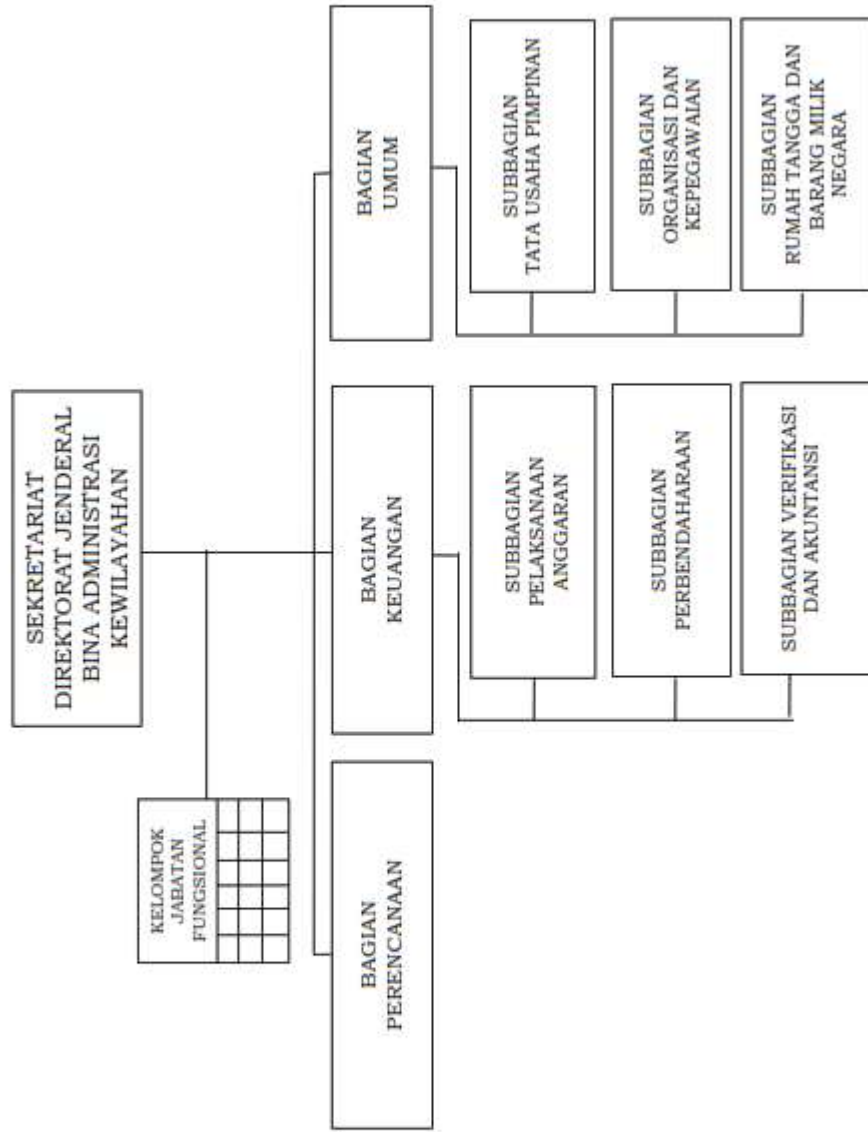 SEKRETARIAT
DIREKTORAT JENDERAL
BINA ADMINISTRASI
KEWILAYAHAN
KELOMPOK
JABATAN
FUNGSIONAL
BAGIAN
PERENCANAAN
BAGIAN
KEUANGAN
BAGIAN
UMUM
SUBBAGIAN
PELAKSANAAN
ANGGARAN
SUBBAGIAN
PERBENDAHARAAN
SUBBAGIAN VERIFIKASI
DAN AKUNTANSI
SUBBAGIAN
TATA USAHA PIMPINAN
SUBBAGIAN
ORGANISASI DAN
KEPEGAWAIAN
SUBBAGIAN
RUMAH TANGGA DAN
BARANG MILIK
NEGARA